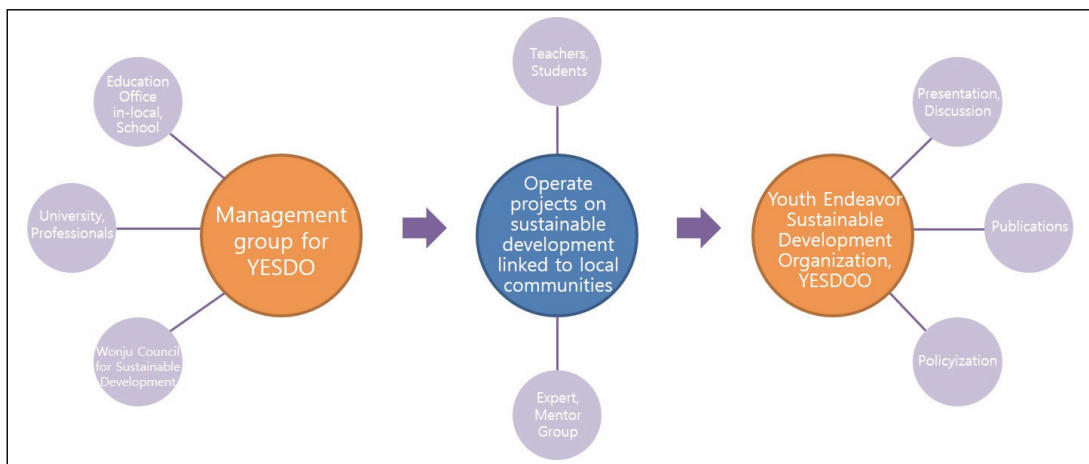 Education
Office
in-local,
School
University,
Professionals
Wonju Council
for Sustainable
Development
Management
group for
YESDO
Teachers,
Students
Operate
projects on
sustainable
development
linked to local
communities
Expert,
Mentor
Group
Youth Endeavor
Sustainable
Development
Organization,
YESDOO
Presentation,
Discussion
Publications
Policyization